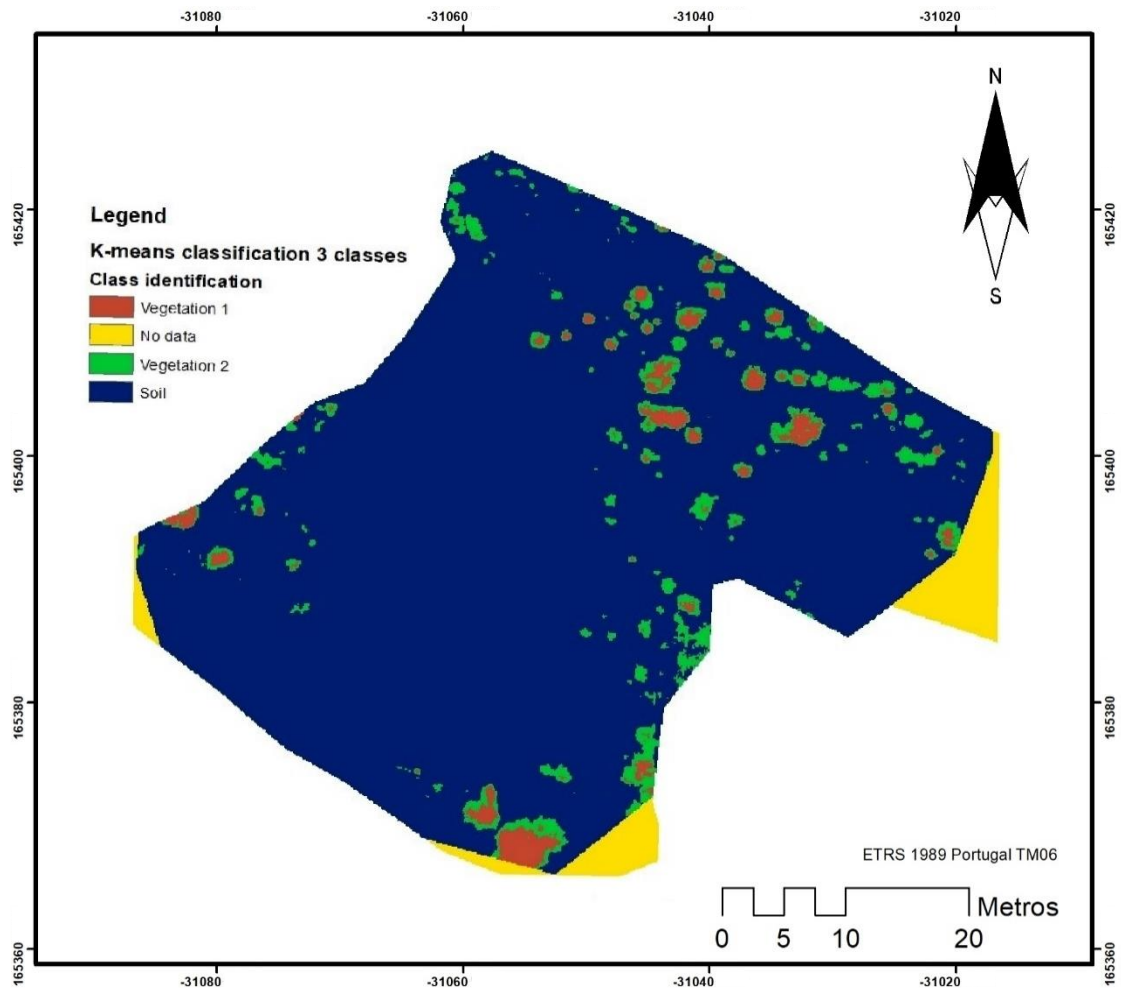 -31080 -31060 -31040 -31020
N
S
165420 165420
Legend
K-means classification 3 classes
Class identification
Vegetation 1
No data
Vegetation 2
Soil
165400 165400
165380 165380
ETRS 1989 Portugal TM06
Metros
0 5 10 20
165360 165360
-31080 -31060 -31040 -31020